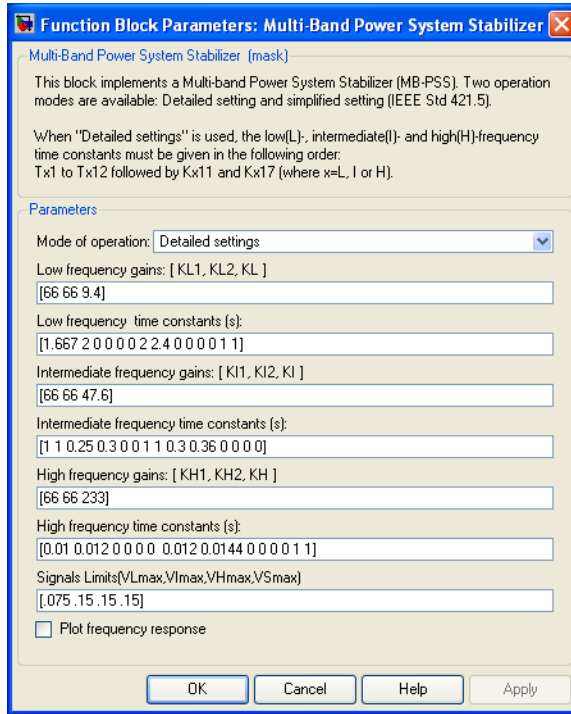 Function Block Parameters: Multi-Band Power System Stabilizer
Multi-Band Power System Stabilizer (mask)
This block implements a Multi-band Power System Stabilizer (MB-PSS). Two operation
modes are available: Detailed setting and simplified setting (IEEE Std 421.5).
When "Detailed settings" is used, the low(L)-, intermediate(I)- and high(H)-frequency
time constants must be given in the following order:
Tx1 to Tx12 followed by Kx11 and Kx17 (where x=L, I or H).
Parameters
Mode of operation: Detailed settings
Low frequency gains: [ KL1, KL2, KL ]
[66 66 9.4]
Low frequency time constants (s):
[1.667 2 0 0 0 0 2 2.4 0 0 0 0 1 1]
Intermediate frequency gains: [ KI1, KI2, KI ]
[66 66 47.6]
Intermediate frequency time constants (s):
[1 1 0.25 0.3 0 0 1 1 0.3 0.36 0 0 0 0]
High frequency gains: [ KH1, KH2, KH ]
[66 66 233]
High frequency time constants (s):
[0.01 0.012 0 0 0 0 0.012 0.0144 0 0 0 0 1 1]
Signals Limits(VLmax,VImax,VHmax,VSmax)
[.075 .15 .15 .15]
Plot frequency response
OK Cancel Help Apply